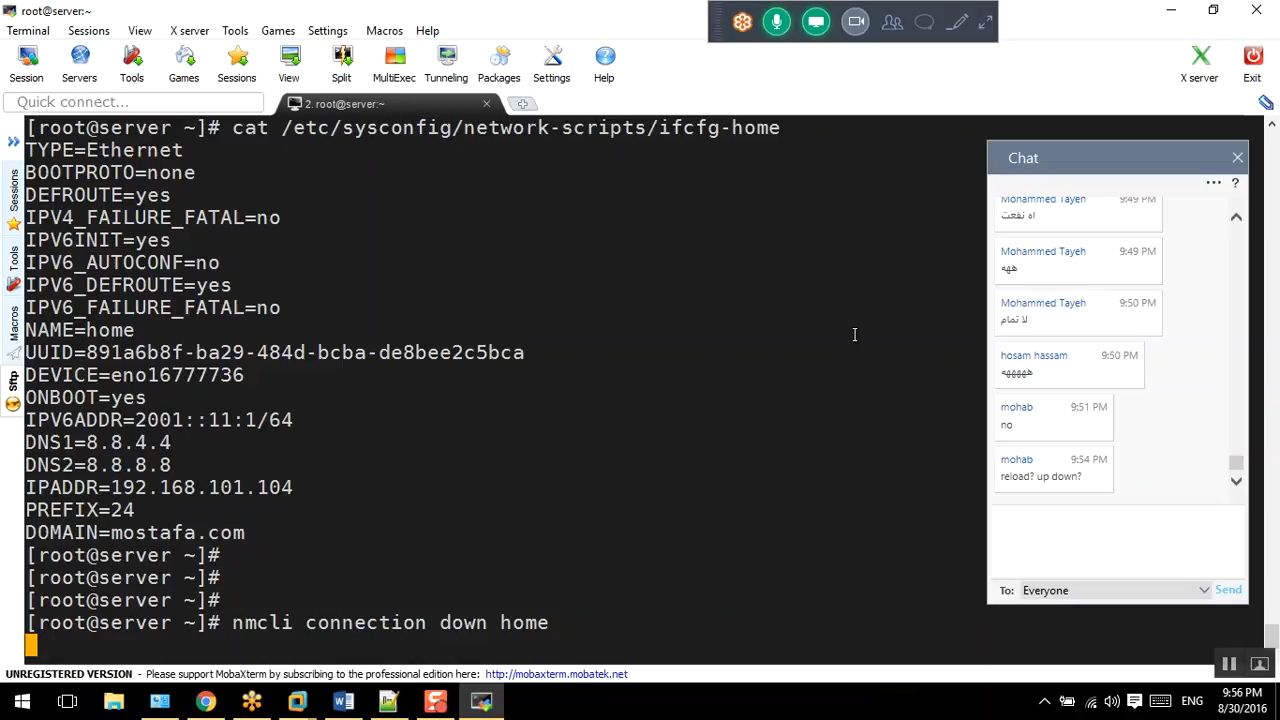 root@server:~
Terminal Sessions View X server Tools Games Settings Macros Help
Session Servers Tools Games Sessions View Split MultiExec Tunneling Packages Settings Help X server Exit
Quick connect...
2. root@server:~
[root@server ~]# cat /etc/sysconfig/network-scripts/ifcfg-home
TYPE=Ethernet
BOOTPROTO=none
DEFROUTE=yes
IPV4_FAILURE_FATAL=no
IPV6INIT=yes
IPV6_AUTOCONF=no
IPV6_DEFROUTE=yes
IPV6_FAILURE_FATAL=no
NAME=home
UUID=891a6b8f-ba29-484d-bcba-de8bee2c5bca
DEVICE=eno16777736
ONBOOT=yes
IPV6ADDR=2001::11:1/64
DNS1=8.8.4.4
DNS2=8.8.8.8
IPADDR=192.168.101.104
PREFIX=24
DOMAIN=mostafa.com
[root@server ~]#
[root@server ~]#
[root@server ~]#
[root@server ~]# nmcli connection down home
Sessions
Tools
Macros
Sftp
Chat
Mohammed Tayeh 9:49 PM
اه نفعت
Mohammed Tayeh 9:49 PM
ههه
Mohammed Tayeh 9:50 PM
لا تمام
hosam hassam 9:50 PM
هههههه
mohab 9:51 PM
no
mohab 9:54 PM
reload? up down?
To: Everyone Send
UNREGISTERED VERSION - Please support MobaXterm by subscribing to the professional edition here: http://mobaxterm.mobatek.net
ENG
9:56 PM
8/30/2016